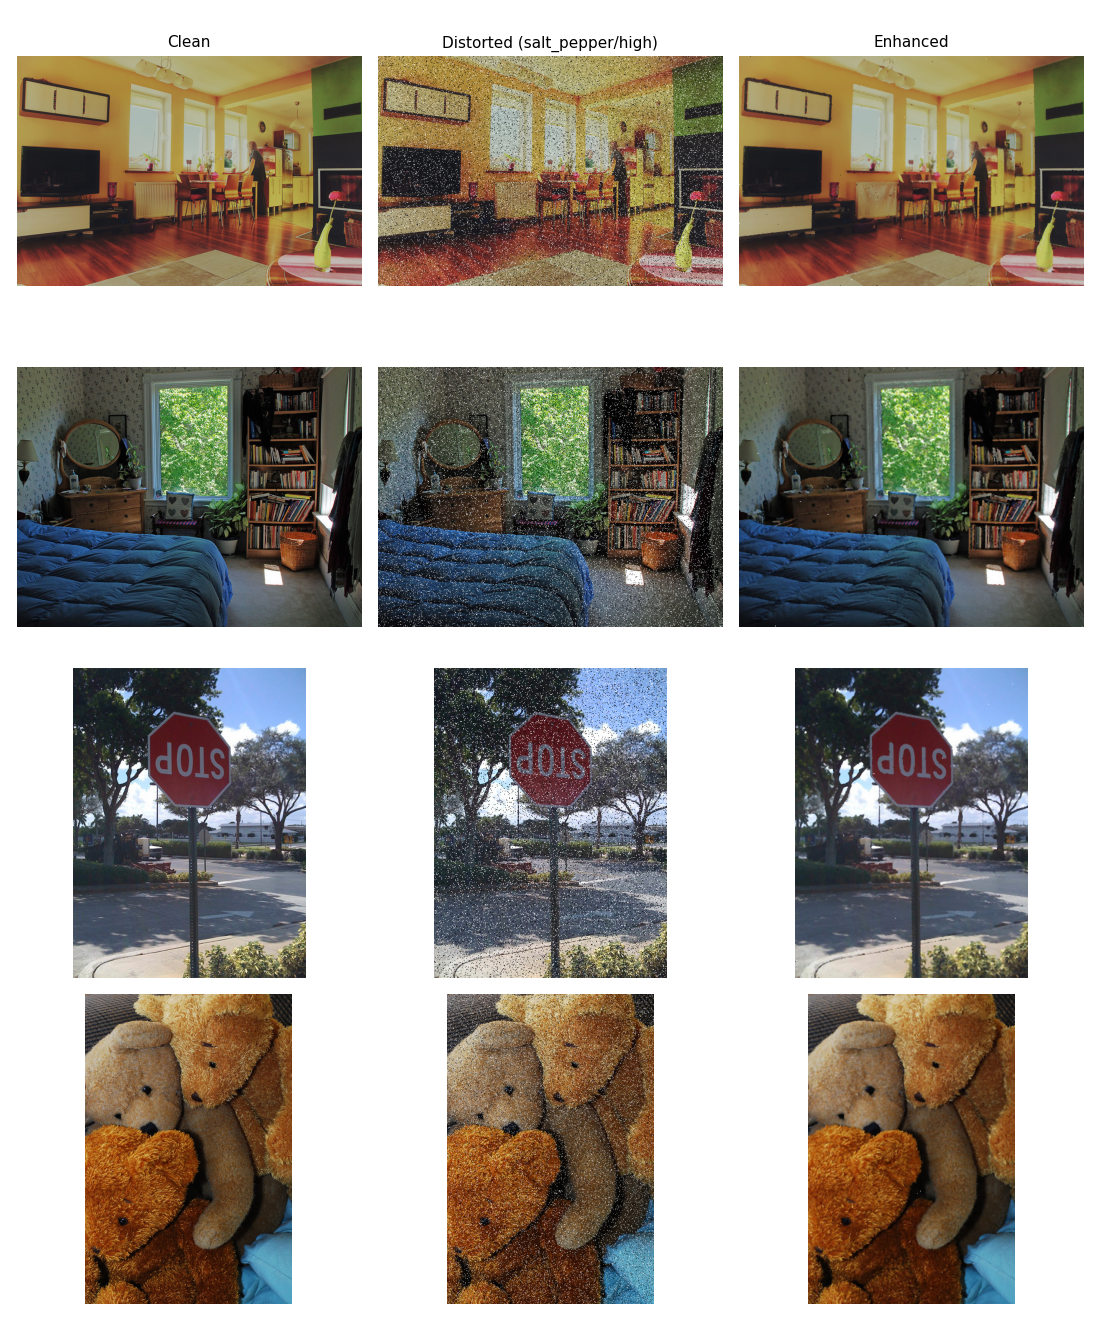 Clean
Distorted (salt_pepper/high)
Enhanced
STOP
STOP
STOP